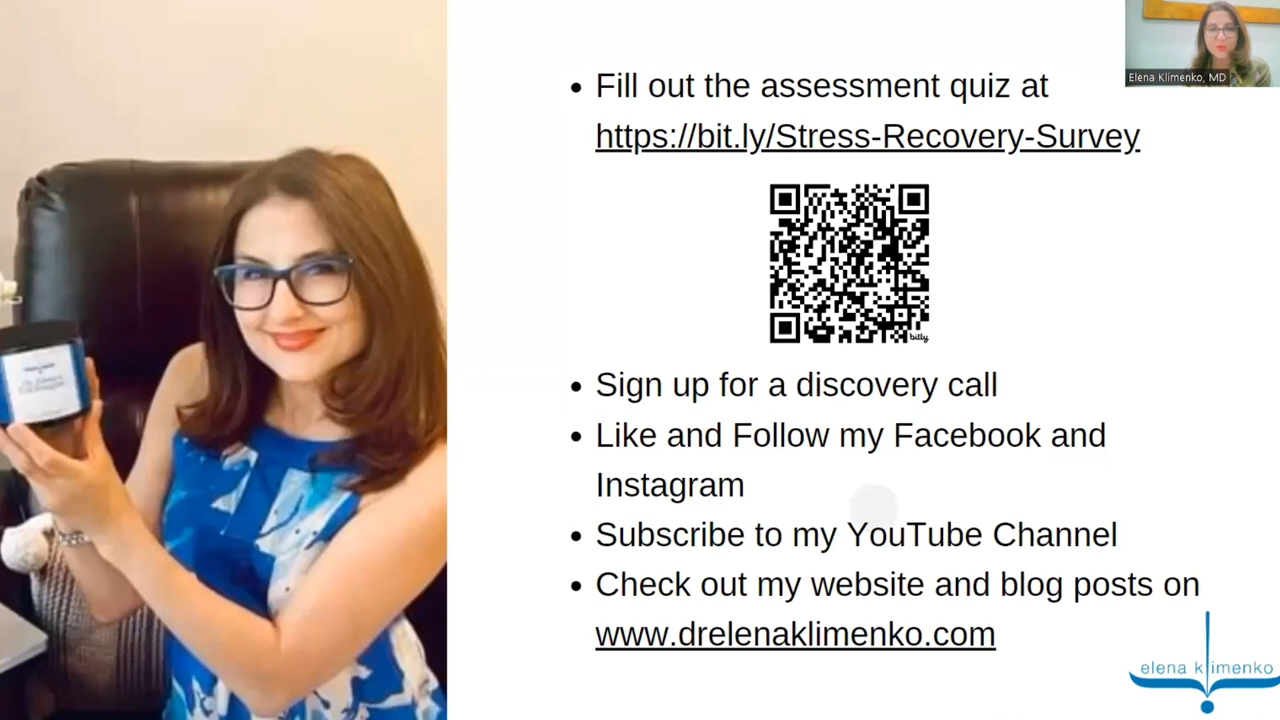 Elena Klimenko, MD
• Fill out the assessment quiz at
https://bit.ly/Stress-Recovery-Survey
bitly
• Sign up for a discovery call
• Like and Follow my Facebook and
Instagram
• Subscribe to my YouTube Channel
• Check out my website and blog posts on
www.drelenaklimenko.com
elena klimenko